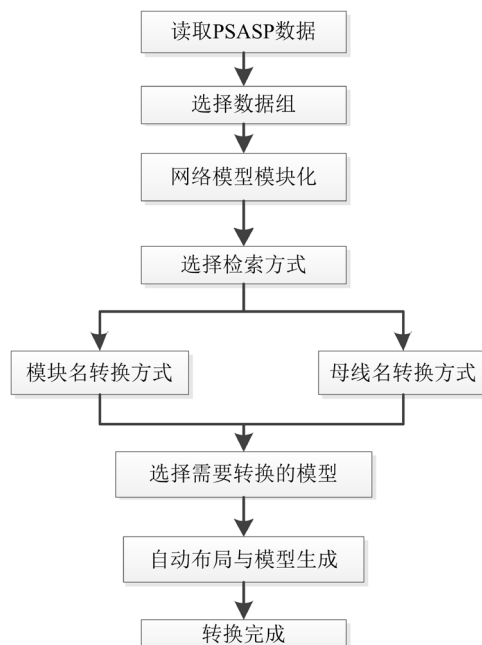 读取PSASP数据
选择数据组
网络模型模块化
选择检索方式
模块名转换方式
母线名转换方式
选择需要转换的模型
自动布局与模型生成
转换完成